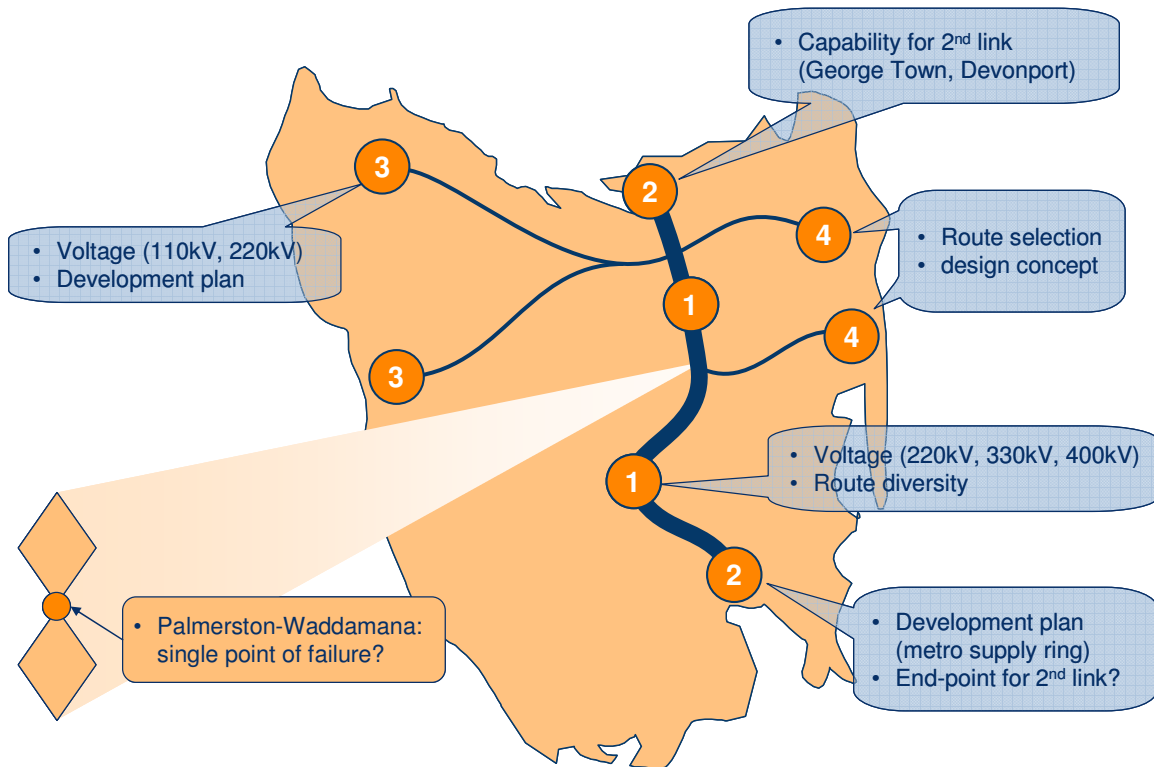 • Capability for 2nd link
(George Town, Devonport)
3
2
• Voltage (110kV, 220kV)
• Development plan
4
• Route selection
• design concept
1
4
3
• Voltage (220kV, 330kV, 400kV)
• Route diversity
1
2
• Palmerston-Waddamana:
single point of failure?
• Development plan
(metro supply ring)
• End-point for 2nd link?